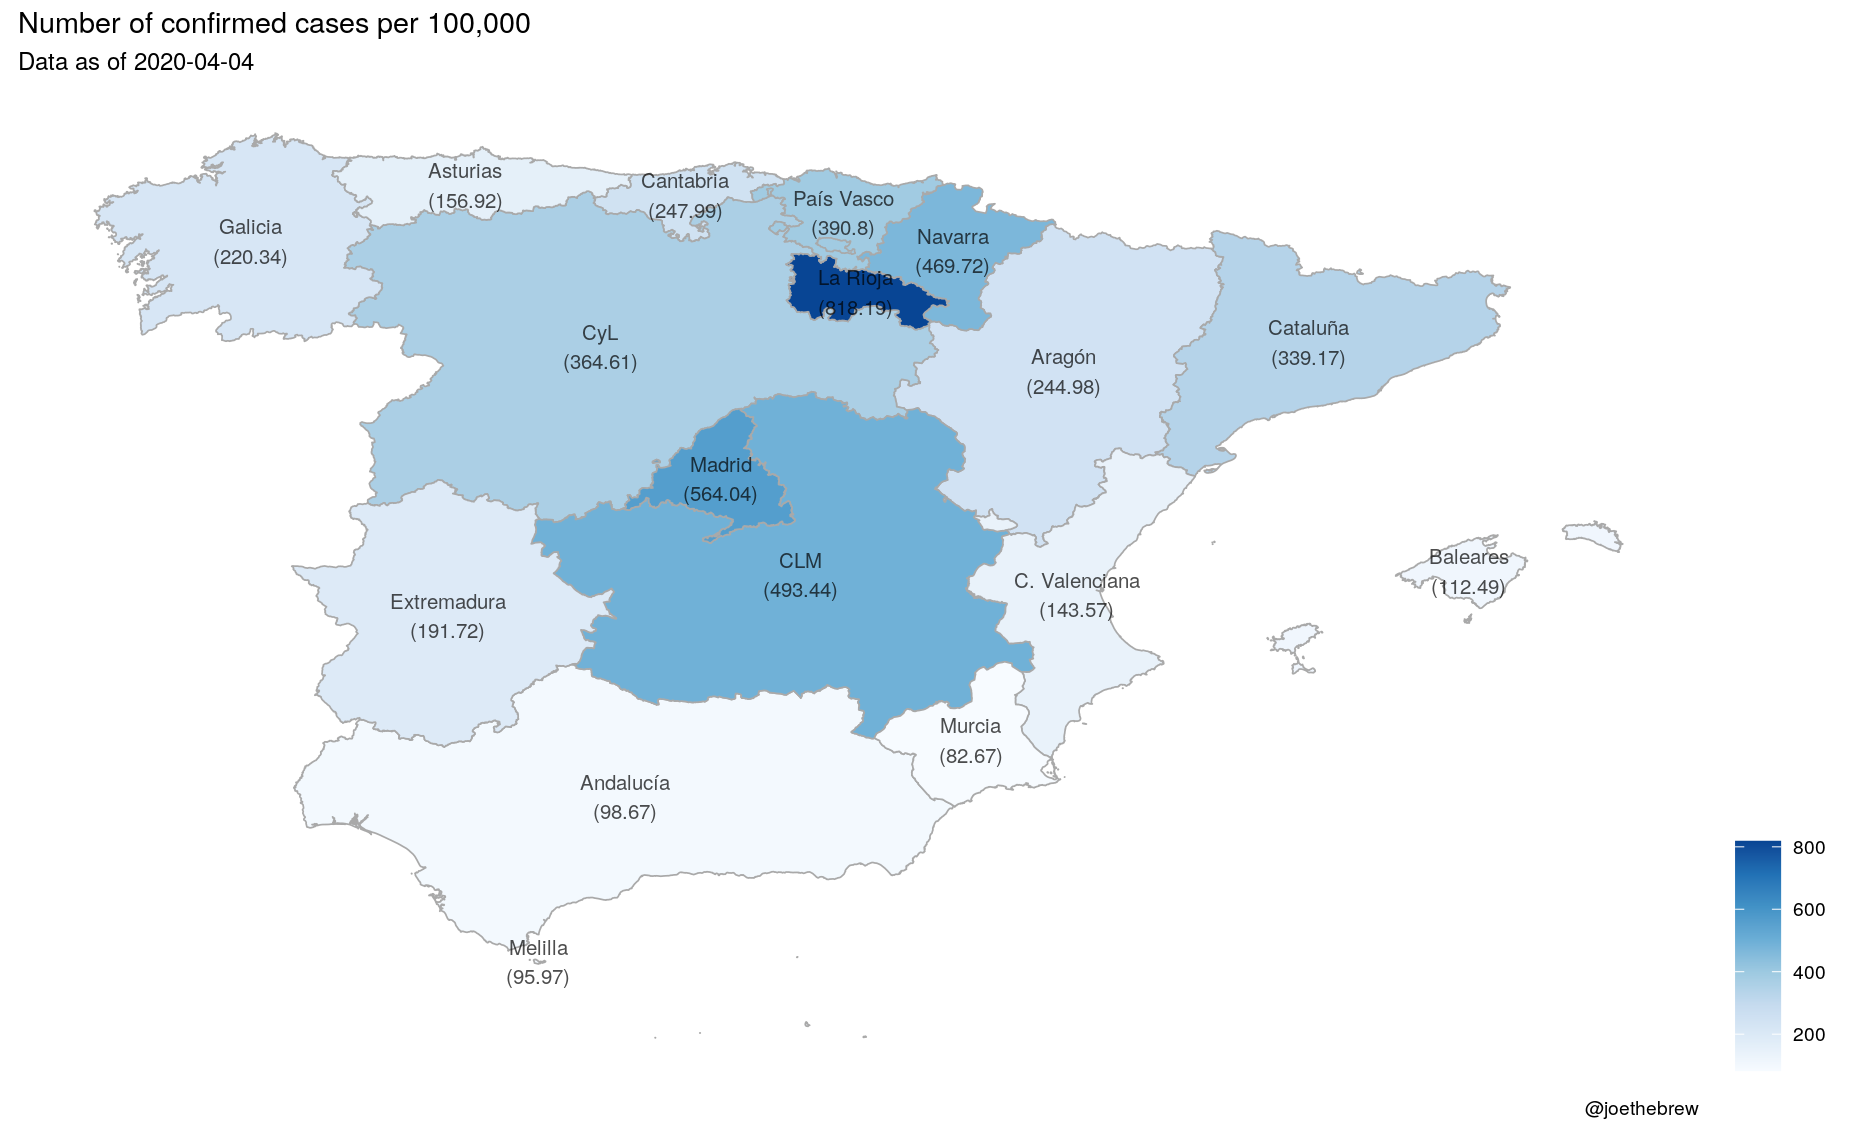 Number of confirmed cases per 100,000
Data as of 2020-04-04
Asturias
(156.92)
Cantabria
(247.99)
País Vasco
(390.8)
Galicia
(220.34)
Navarra
(469.72)
La Rioja
(818.19)
CyL
(364.61)
Cataluña
(339.17)
Aragón
(244.98)
Madrid
(564.04)
CLM
(493.44)
Baleares
(112.49)
C. Valenciana
(143.57)
Extremadura
(191.72)
Murcia
(82.67)
Andalucía
(98.67)
Melilla
(95.97)
800
600
400
200
@joethebrew